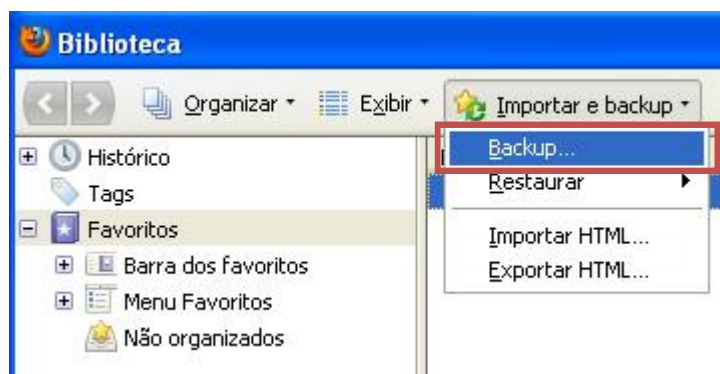 Biblioteca
Organizar Exibir Importar e backup
Histórico
Tags
Favoritos
Barra dos favoritos
Menu Favoritos
Não organizados
Backup...
Restaurar
Importar HTML...
Exportar HTML...